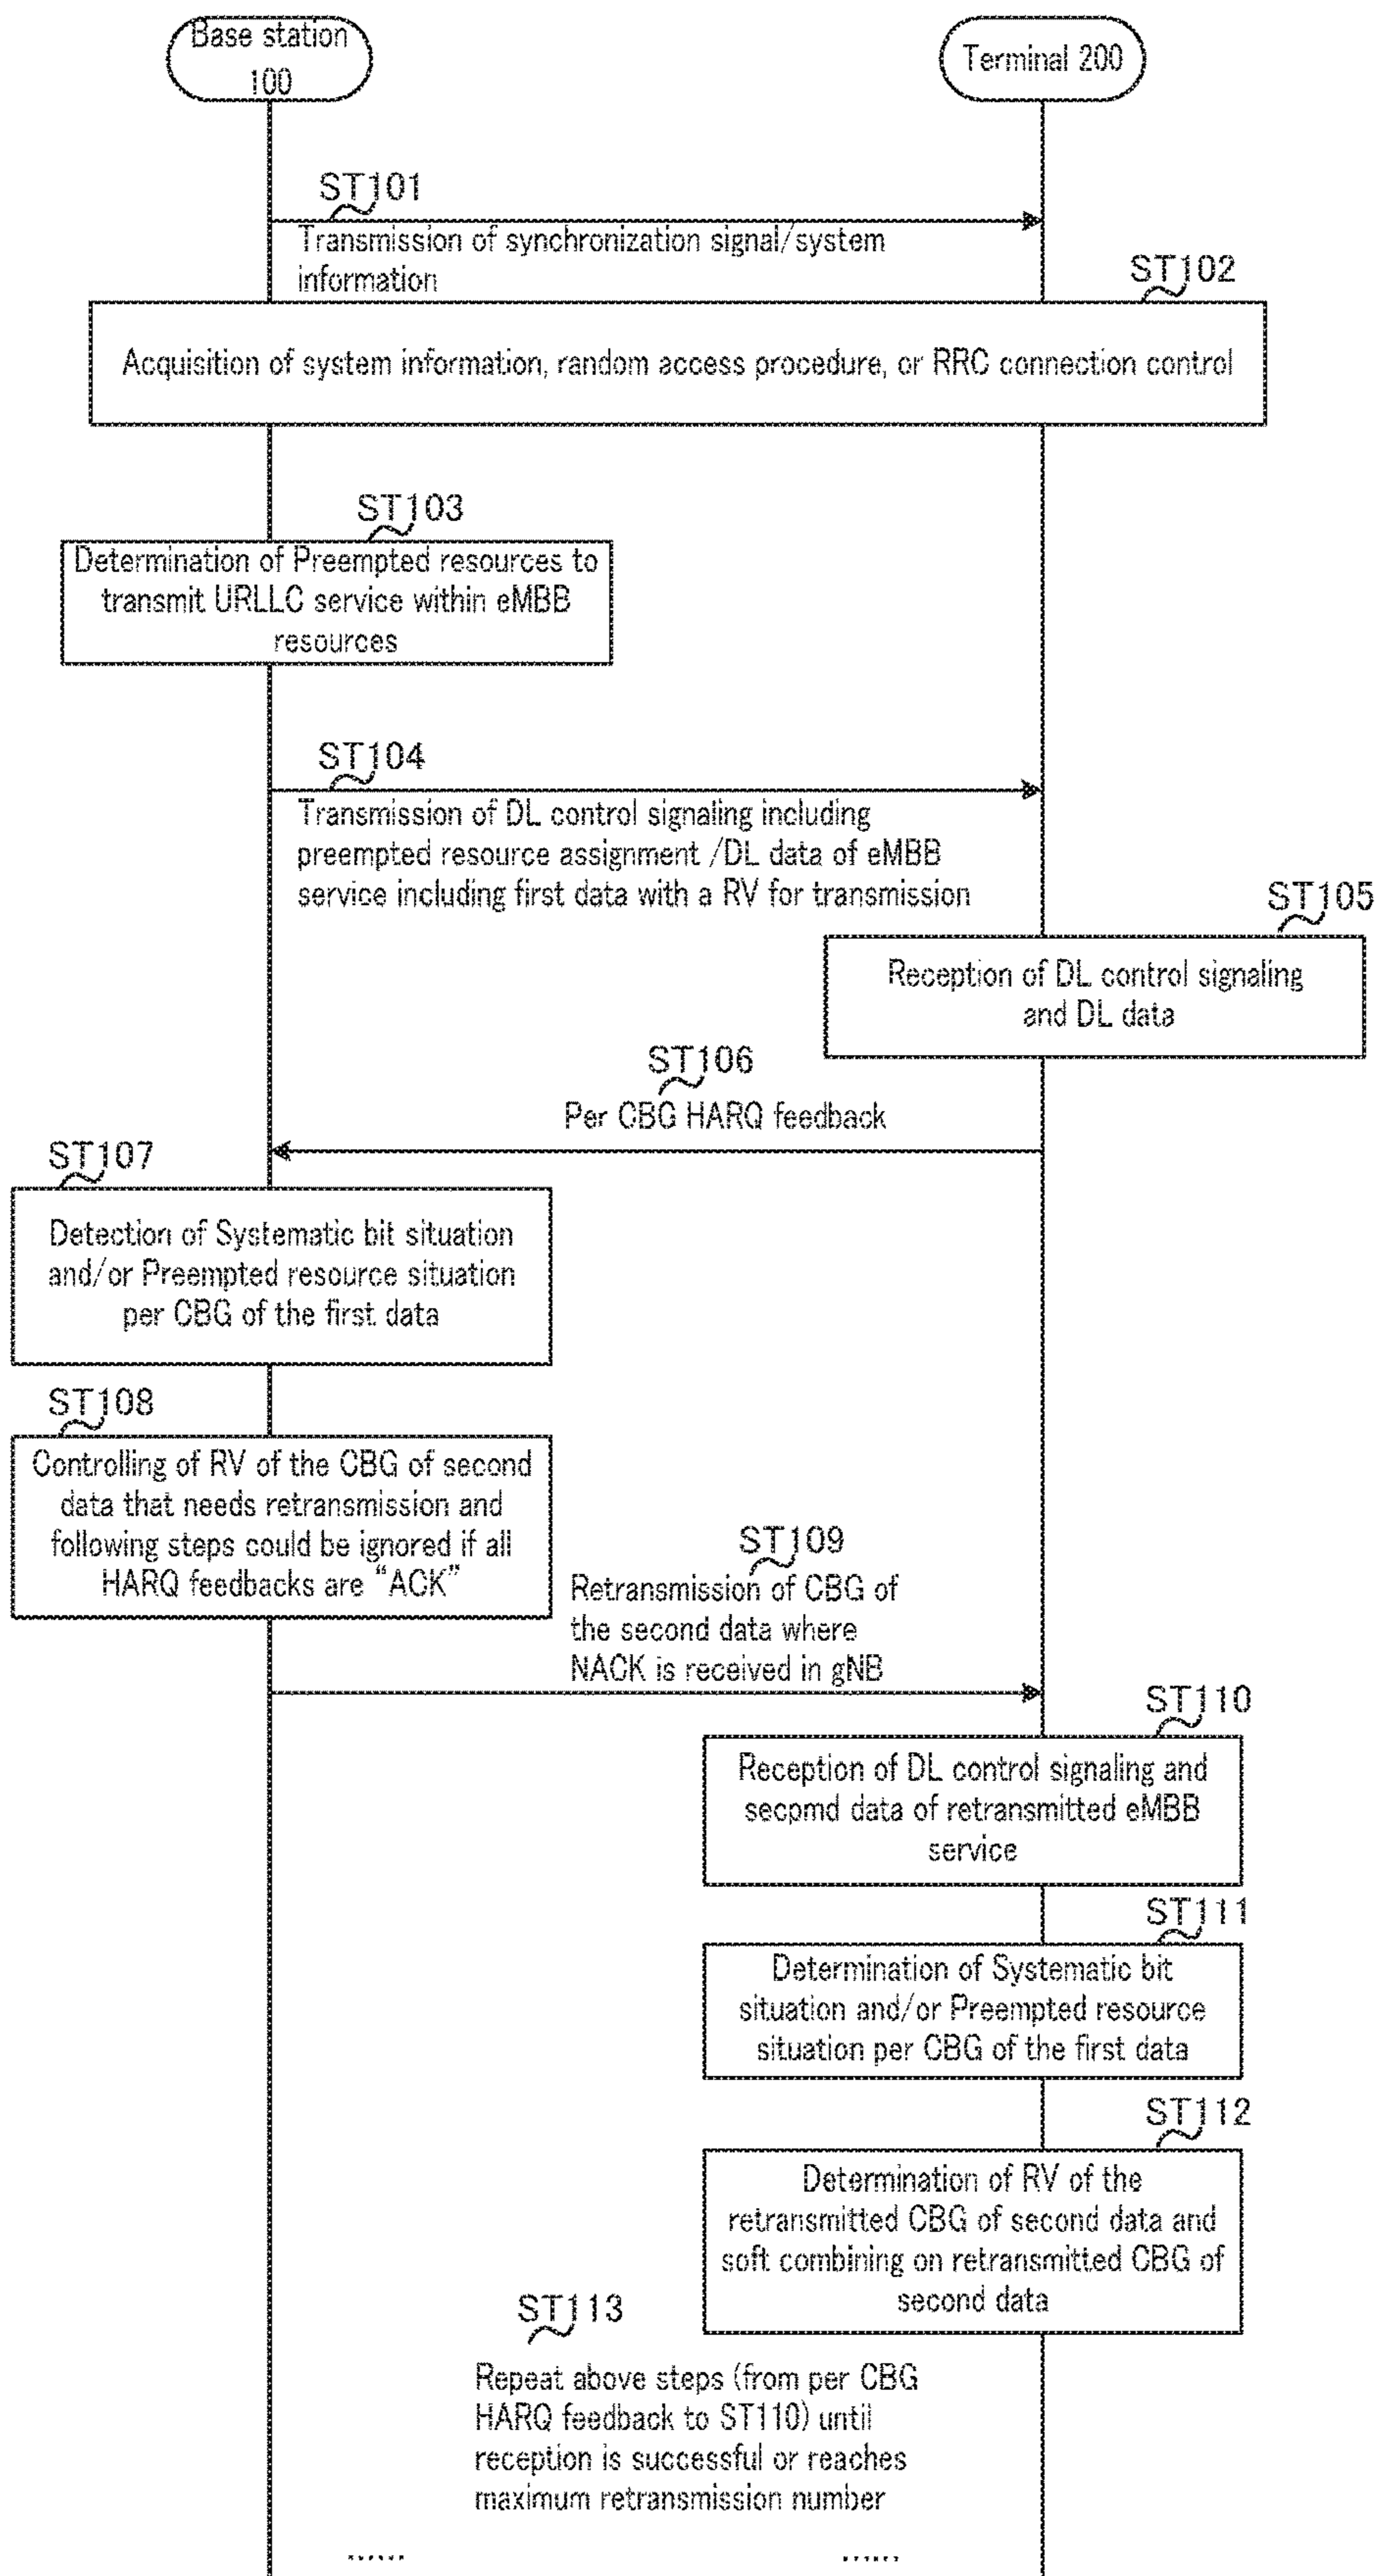 Base station
100
Terminal 200
ST101
Transmission of synchronization signal/system
information
ST102
Acquisition of system information, random access procedure, or RRC connection control
ST103
Determination of Preempted resources to
transmit URLLC service within eMBB
resources
ST104
Transmission of DL control signaling including
preempted resource assignment /DL data of eMBB
service including first data with a RV for transmission
ST105
Reception of DL control signaling
and DL data
ST106
Per CBG HARQ feedback
ST107
Detection of Systematic bit situation
and/or Preempted resource situation
per CBG of the first data
ST108
Controlling of RV of the CBG of second
data that needs retransmission and
following steps could be ignored if all
HARQ feedbacks are “ACK”
ST109
Retransmission of CBG of
the second data where
NACK is received in gNB
ST110
Reception of DL control signaling and
secpmd data of retransmitted eMBB
service
ST111
Determination of Systematic bit
situation and/or Preempted resource
situation per CBG of the first data
ST112
Determination of RV of the
retransmitted CBG of second data and
soft combining on retransmitted CBG of
second data
ST113
Repeat above steps (from per CBG
HARQ feedback to ST110) until
reception is successful or reaches
maximum retransmission number
...... ......